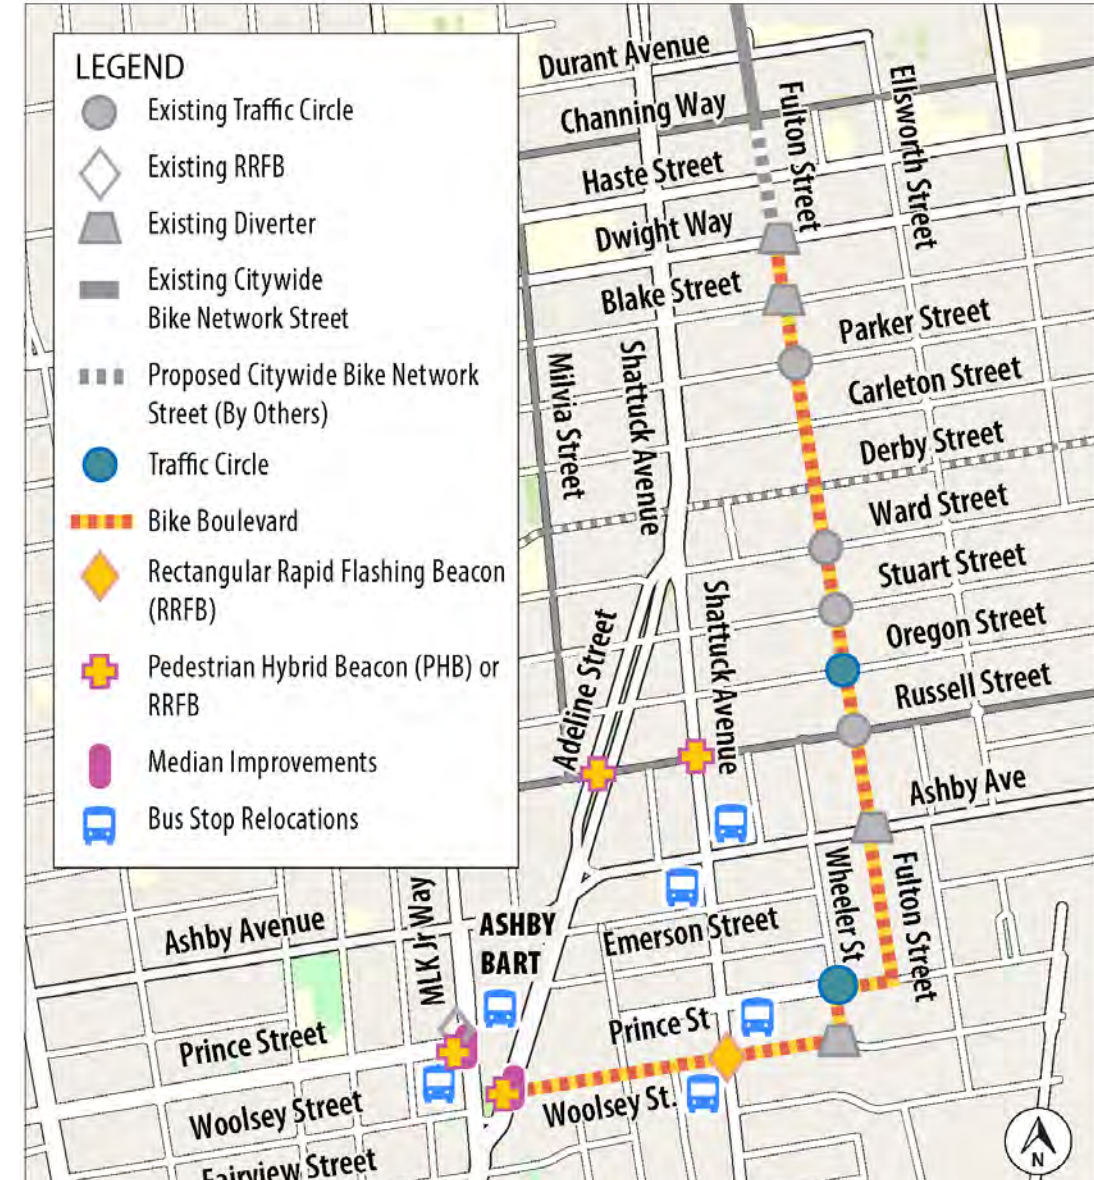 LEGEND
Existing Traffic Circle
Existing RRFB
Existing Diverter
Existing Citywide
Bike Network Street
Proposed Citywide Bike Network
Street (By Others)
Traffic Circle
Bike Boulevard
Rectangular Rapid Flashing Beacon
(RRFB)
Pedestrian Hybrid Beacon (PHB) or
RRFB
Median Improvements
Bus Stop Relocations
Durant Avenue
Channing Way
Haste Street
Dwight Way
Blake Street
Fulton Street
Ellsworth Street
Parker Street
Carleton Street
Derby Street
Ward Street
Stuart Street
Oregon Street
Russell Street
Milvia Street
Shattuck Avenue
Adeline Street
Shattuck Avenue
Ashby Ave
Wheeler St
Fulton Street
MLK Jr Way
Ashby Avenue
ASHBY
BART
Emerson Street
Prince Street
Prince St
Woolsey Street
Woolsey St.
Fairview Street
N